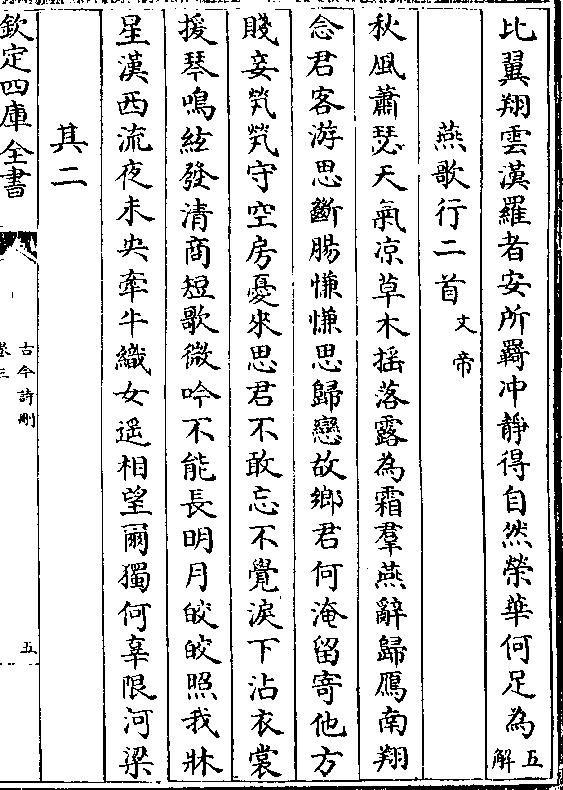 比翼翔雲漢羅者安所羇冲靜得自然榮華何足為五解
燕歌行二首文帝
秋風蕭瑟天氣凉草木摇落露為霜羣燕辭歸鴈南翔
念君客游思斷腸慊慊思歸戀故鄉君何淹留寄他方
賤妾煢煢守空房憂來思君不敢忘不覺淚下沾衣裳
援琴鳴絃發清商短歌微吟不能長明月皎皎照我牀
星漢西流夜未央牽牛織女遥相望爾獨何辜限河梁
其二
欽定四庫全書
古今詩刪
卷三
五